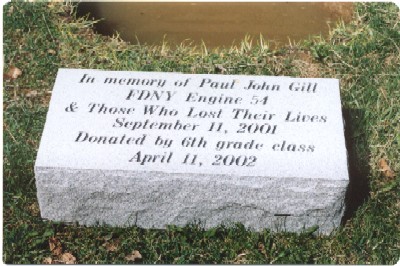 In memory of Paul John Gill
FDNY Engine 54
& Those Who Lost Their Lives
September 11, 2001
Donated by 6th grade class
April 11, 2002